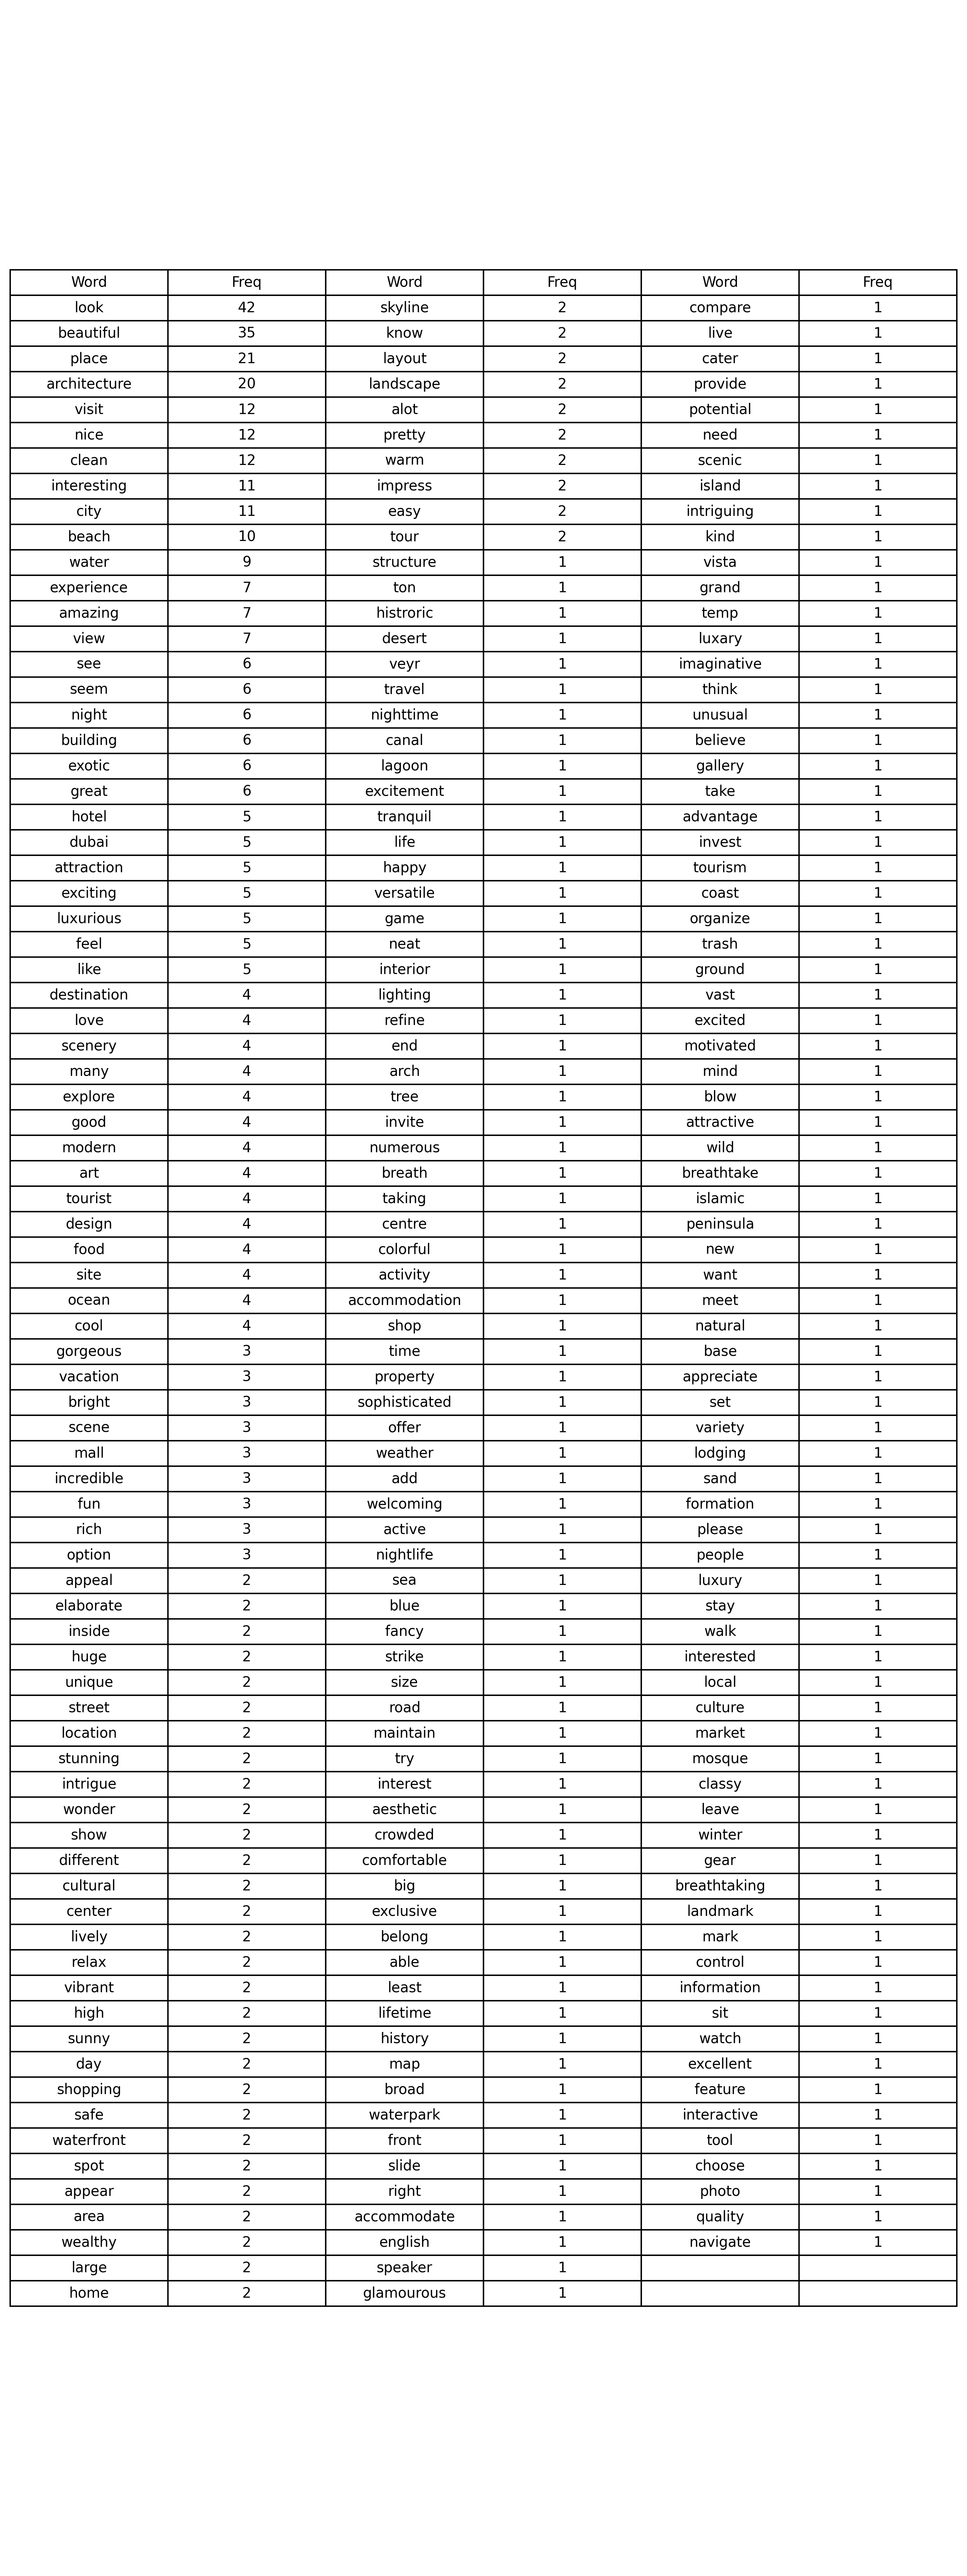 Word Freq Word Freq Word Freq
look 42 skyline 2 compare 1
beautiful 35 know 2 live 1
place 21 layout 2 cater 1
architecture 20 landscape 2 provide 1
visit 12 alot 2 potential 1
nice 12 pretty 2 need 1
clean 12 warm 2 scenic 1
interesting 11 impress 2 island 1
city 11 easy 2 intriguing 1
beach 10 tour 2 kind 1
water 9 structure 1 vista 1
experience 7 ton 1 grand 1
amazing 7 histroric 1 temp 1
view 7 desert 1 luxary 1
see 6 veyr 1 imaginative 1
seem 6 travel 1 think 1
night 6 nighttime 1 unusual 1
building 6 canal 1 believe 1
exotic 6 lagoon 1 gallery 1
great 6 excitement 1 take 1
hotel 5 tranquil 1 advantage 1
dubai 5 life 1 invest 1
attraction 5 happy 1 tourism 1
exciting 5 versatile 1 coast 1
luxurious 5 game 1 organize 1
feel 5 neat 1 trash 1
like 5 interior 1 ground 1
destination 4 lighting 1 vast 1
love 4 refine 1 excited 1
scenery 4 end 1 motivated 1
many 4 arch 1 mind 1
explore 4 tree 1 blow 1
good 4 invite 1 attractive 1
modern 4 numerous 1 wild 1
art 4 breath 1 breathtake 1
tourist 4 taking 1 islamic 1
design 4 centre 1 peninsula 1
food 4 colorful 1 new 1
site 4 activity 1 want 1
ocean 4 accommodation 1 meet 1
cool 4 shop 1 natural 1
gorgeous 3 time 1 base 1
vacation 3 property 1 appreciate 1
bright 3 sophisticated 1 set 1
scene 3 offer 1 variety 1
mall 3 weather 1 lodging 1
incredible 3 add 1 sand 1
fun 3 welcoming 1 formation 1
rich 3 active 1 please 1
option 3 nightlife 1 people 1
appeal 2 sea 1 luxury 1
elaborate 2 blue 1 stay 1
inside 2 fancy 1 walk 1
huge 2 strike 1 interested 1
unique 2 size 1 local 1
street 2 road 1 culture 1
location 2 maintain 1 market 1
stunning 2 try 1 mosque 1
intrigue 2 interest 1 classy 1
wonder 2 aesthetic 1 leave 1
show 2 crowded 1 winter 1
different 2 comfortable 1 gear 1
cultural 2 big 1 breathtaking 1
center 2 exclusive 1 landmark 1
lively 2 belong 1 mark 1
relax 2 able 1 control 1
vibrant 2 least 1 information 1
high 2 lifetime 1 sit 1
sunny 2 history 1 watch 1
day 2 map 1 excellent 1
shopping 2 broad 1 feature 1
safe 2 waterpark 1 interactive 1
waterfront 2 front 1 tool 1
spot 2 slide 1 choose 1
appear 2 right 1 photo 1
area 2 accommodate 1 quality 1
wealthy 2 english 1 navigate 1
large 2 speaker 1
home 2 glamourous 1